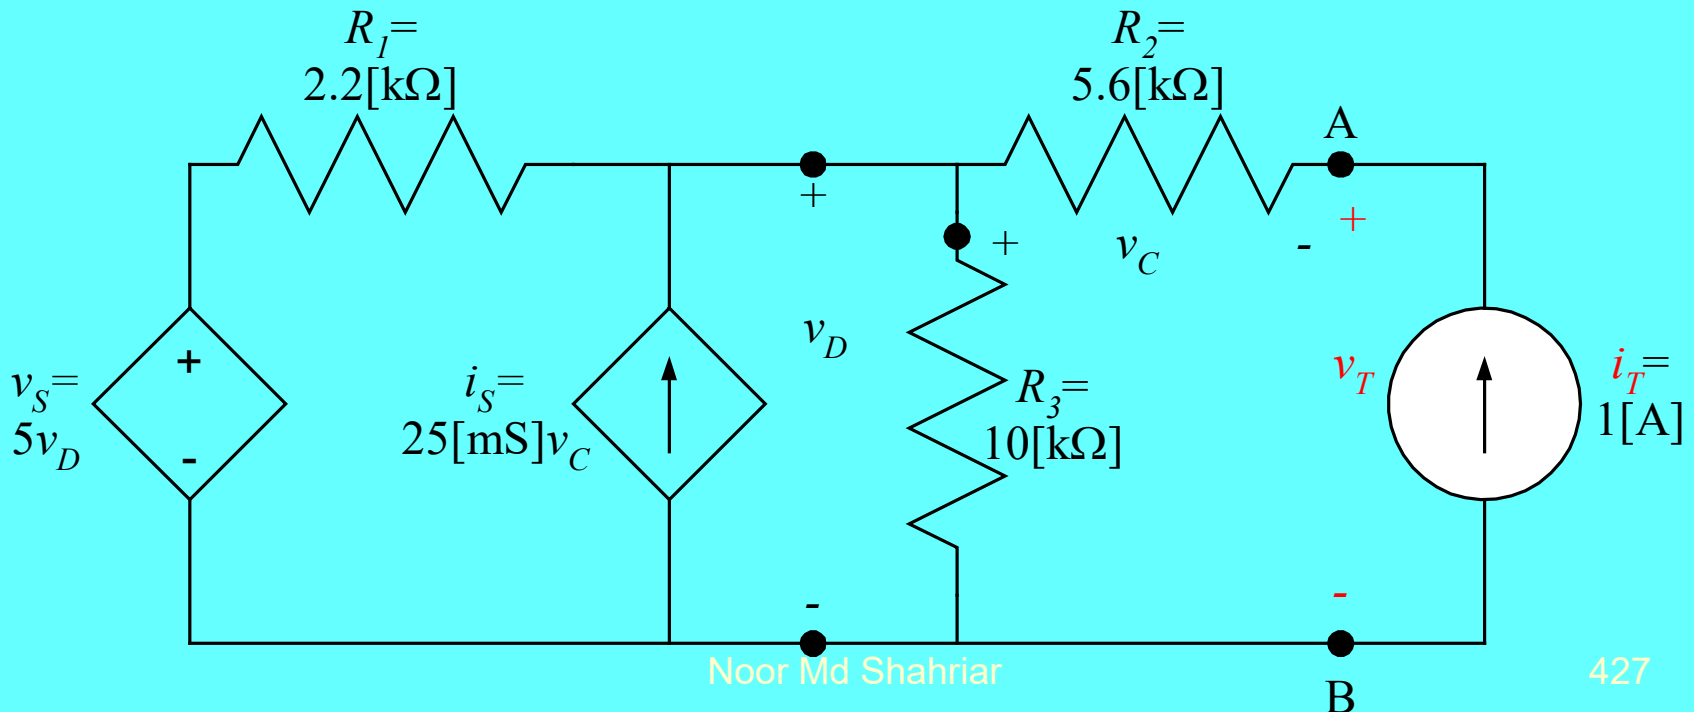 R1=
2.2[kΩ]
R2=
5.6[kΩ]
A
+
+
vC
-
+
+
vS=
5vD
-
iS=
25[mS]vC
vD
R3=
10[kΩ]
vT
iT=
1[A]
-
-
Noor Md Shahriar
427
B